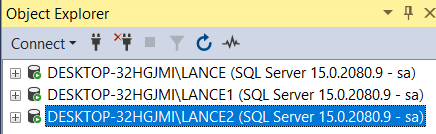 Object Explorer
Connect
DESKTOP-32HGJMI\LANCE (SQL Server 15.0.2080.9 - sa)
DESKTOP-32HGJMI\LANCE1 (SQL Server 15.0.2080.9 - sa)
DESKTOP-32HGJMI\LANCE2 (SQL Server 15.0.2080.9 - sa)